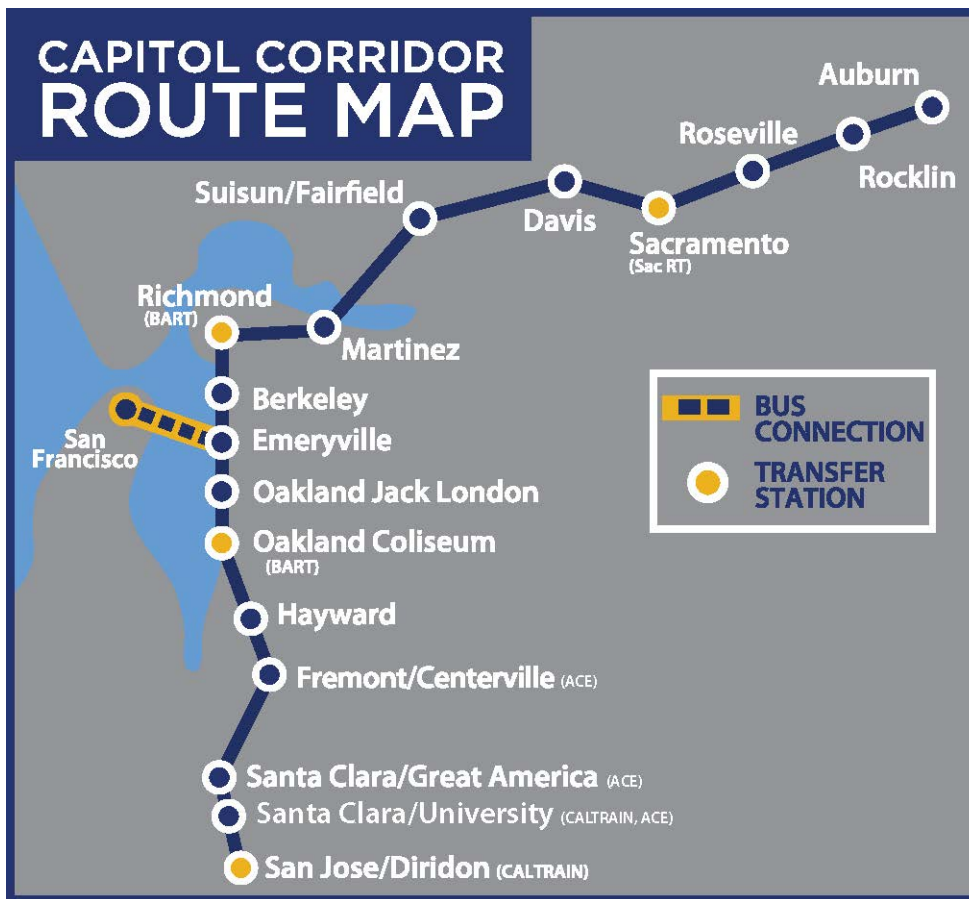 CAPITOL CORRIDOR
ROUTE MAP
Auburn
Roseville
Rocklin
Suisun/Fairfield
Davis
Sacramento
(Sac RT)
Richmond
(BART)
Martinez
Berkeley
San
Francisco
Emeryville
Oakland Jack London
Oakland Coliseum
(BART)
Hayward
Fremont/Centerville (ACE)
Santa Clara/Great America (ACE)
Santa Clara/University (CALTRAIN, ACE)
San Jose/Diridon (CALTRAIN)
BUS
CONNECTION
TRANSFER
STATION